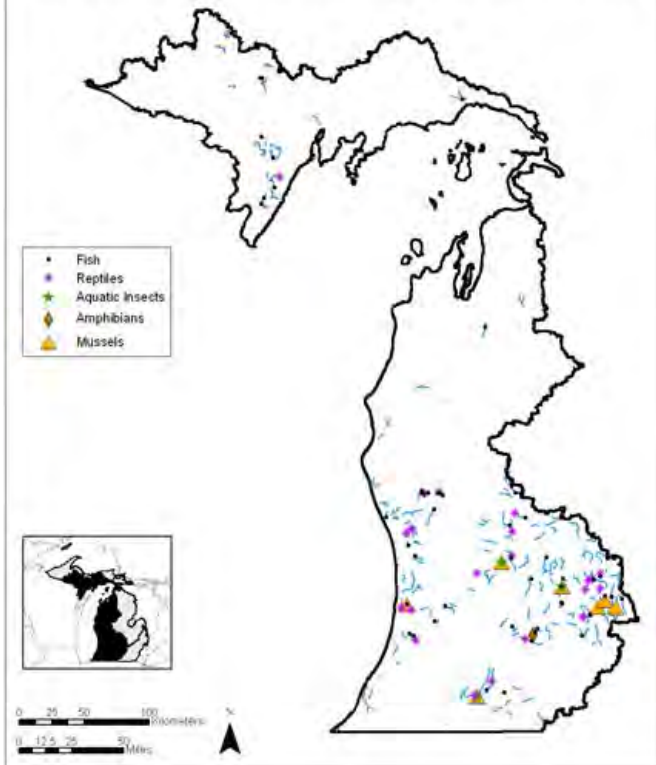 Fish
Reptiles
Aquatic Insects
Amphibians
Mussels
0 25 50 100
Kilometers
0 12.5 25 50
Miles